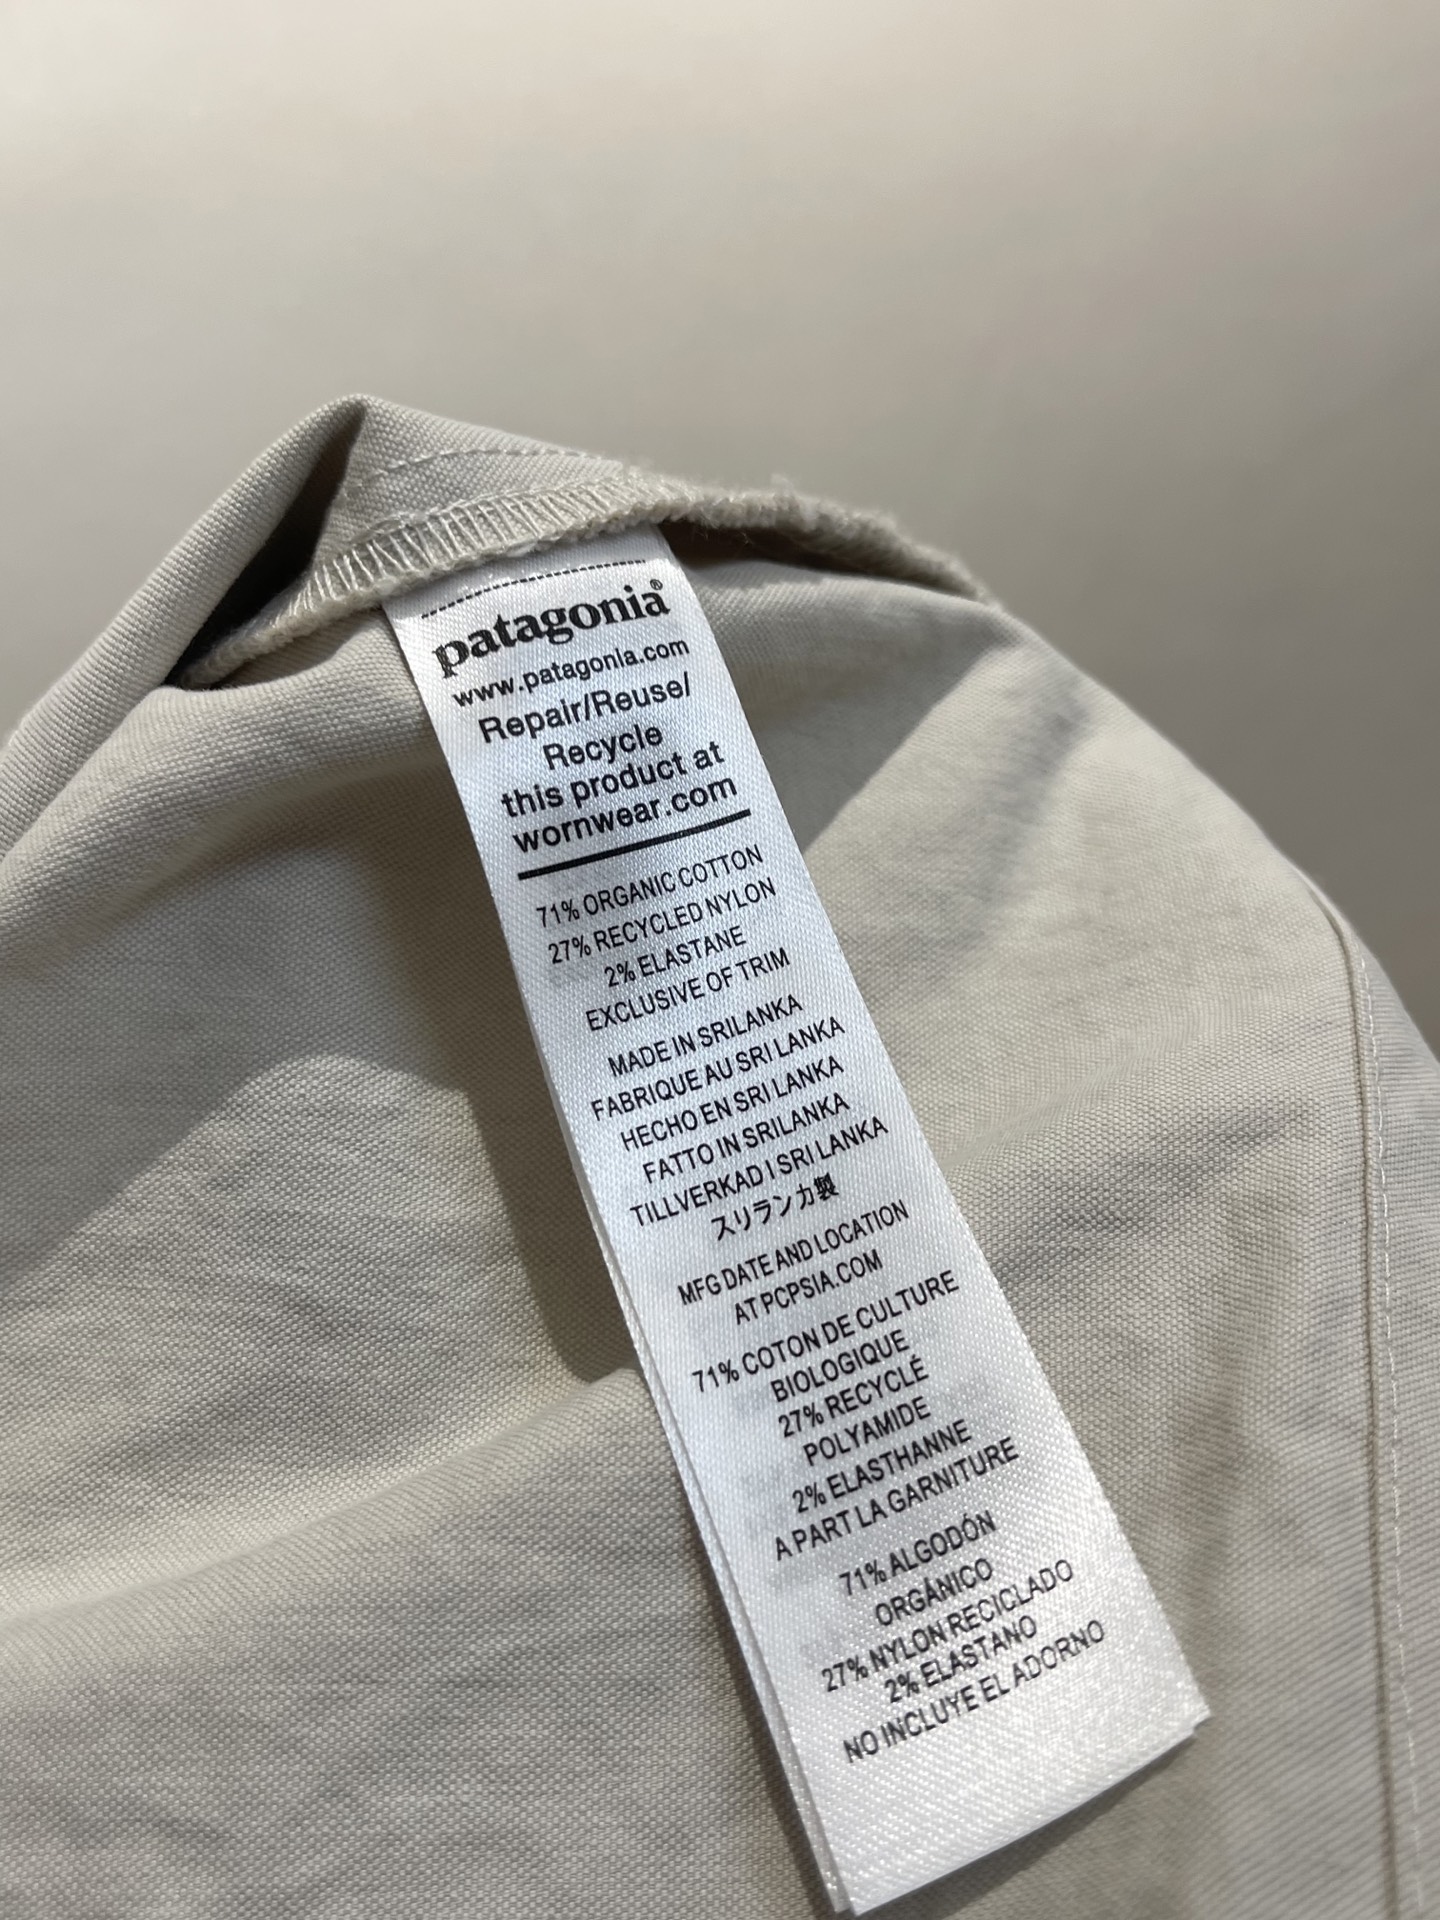 patagonia®
www.patagonia.com
Repair/Reuse/
Recycle
this product at
wornwear.com
71% ORGANIC COTTON
27% RECYCLED NYLON
2% ELASTANE
EXCLUSIVE OF TRIM
MADE IN SRI LANKA
FABRIQUE AU SRI LANKA
HECHO EN SRI LANKA
FATTO IN SRI LANKA
TILLVERKAD I SRI LANKA
スリランカ製
MFG DATE AND LOCATION
AT PCPSIA.COM
71% COTON DE CULTURE
BIOLOGIQUE
27% RECYCLÉ
POLYAMIDE
2% ELASTHANNE
A PART LA GARNITURE
71% ALGODÓN
ORGÁNICO
27% NYLON RECICLADO
2% ELASTANO
NO INCLUYE EL ADORNO